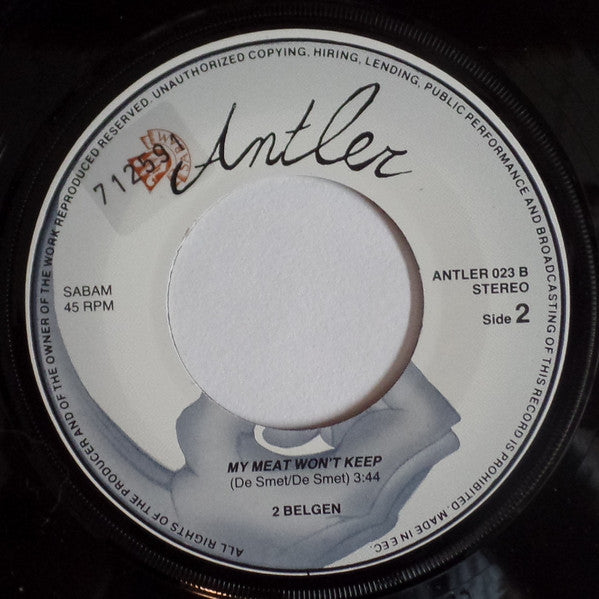 ALL RIGHTS OF THE PRODUCER AND OF THE OWNER OF THE WORK REPRODUCED RESERVED. UNAUTHORIZED COPYING, HIRING, LENDING, PUBLIC PERFORMANCE AND BROADCASTING OF THIS RECORD IS PROHIBITED. MADE IN EEC.
Antler
SABAM
45 RPM
ANTLER 023 B
STEREO
Side 2
MY MEAT WON'T KEEP
(De Smet/De Smet) 3:44
2 BELGEN